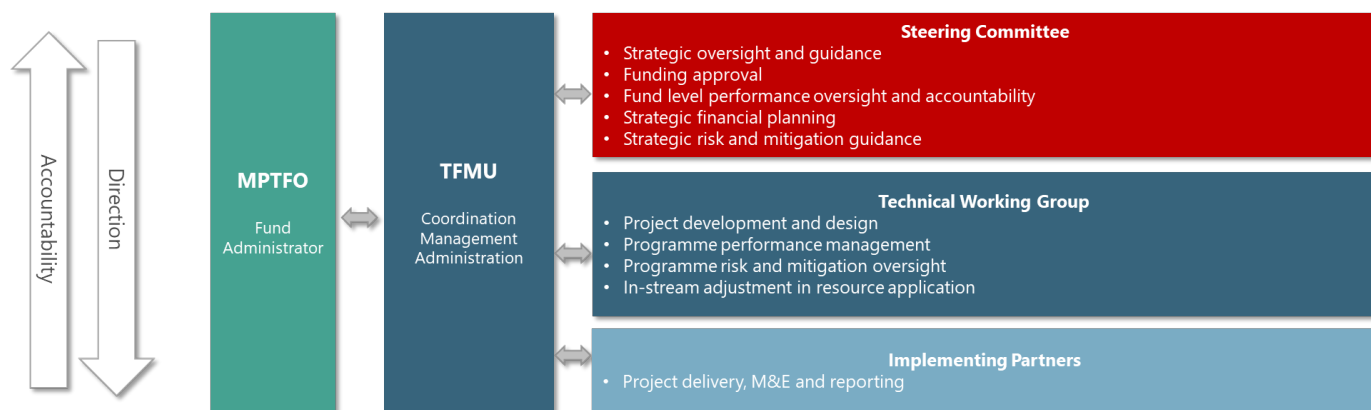 Accountability
Direction
MPTFO
Fund
Administrator
TFMU
Coordination
Management
Administration
Steering Committee
• Strategic oversight and guidance
• Funding approval
• Fund level performance oversight and accountability
• Strategic financial planning
• Strategic risk and mitigation guidance
Technical Working Group
• Project development and design
• Programme performance management
• Programme risk and mitigation oversight
• In-stream adjustment in resource application
Implementing Partners
• Project delivery, M&E and reporting